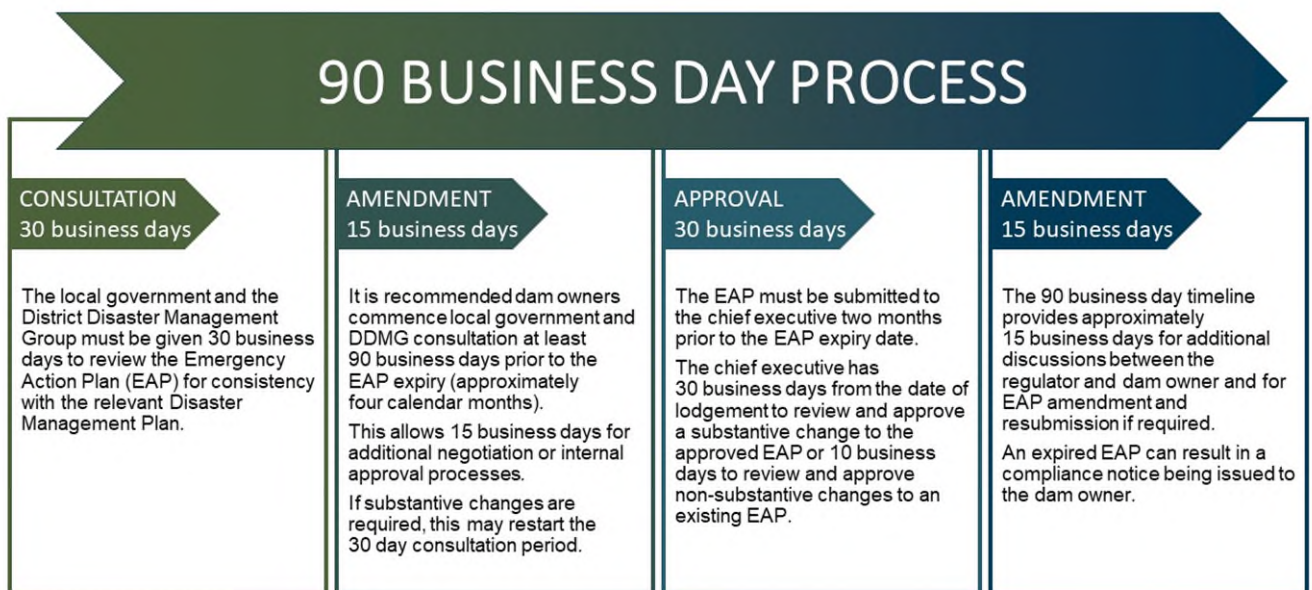 90 BUSINESS DAY PROCESS
CONSULTATION
30 business days
The local government and the
District Disaster Management
Group must be given 30 business
days to review the Emergency
Action Plan (EAP) for consistency
with the relevant Disaster
Management Plan.
AMENDMENT
15 business days
It is recommended dam owners
commence local government and
DDMG consultation at least
90 business days prior to the
EAP expiry (approximately
four calendar months).
This allows 15 business days for
additional negotiation or internal
approval processes.
If substantive changes are
required, this may restart the
30 day consultation period.
APPROVAL
30 business days
The EAP must be submitted to
the chief executive two months
prior to the EAP expiry date.
The chief executive has
30 business days from the date of
lodgement to review and approve
a substantive change to the
approved EAP or 10 business
days to review and approve
non-substantive changes to an
existing EAP.
AMENDMENT
15 business days
The 90 business day timeline
provides approximately
15 business days for additional
discussions between the
regulator and dam owner and for
EAP amendment and
resubmission if required.
An expired EAP can result in a
compliance notice being issued to
the dam owner.